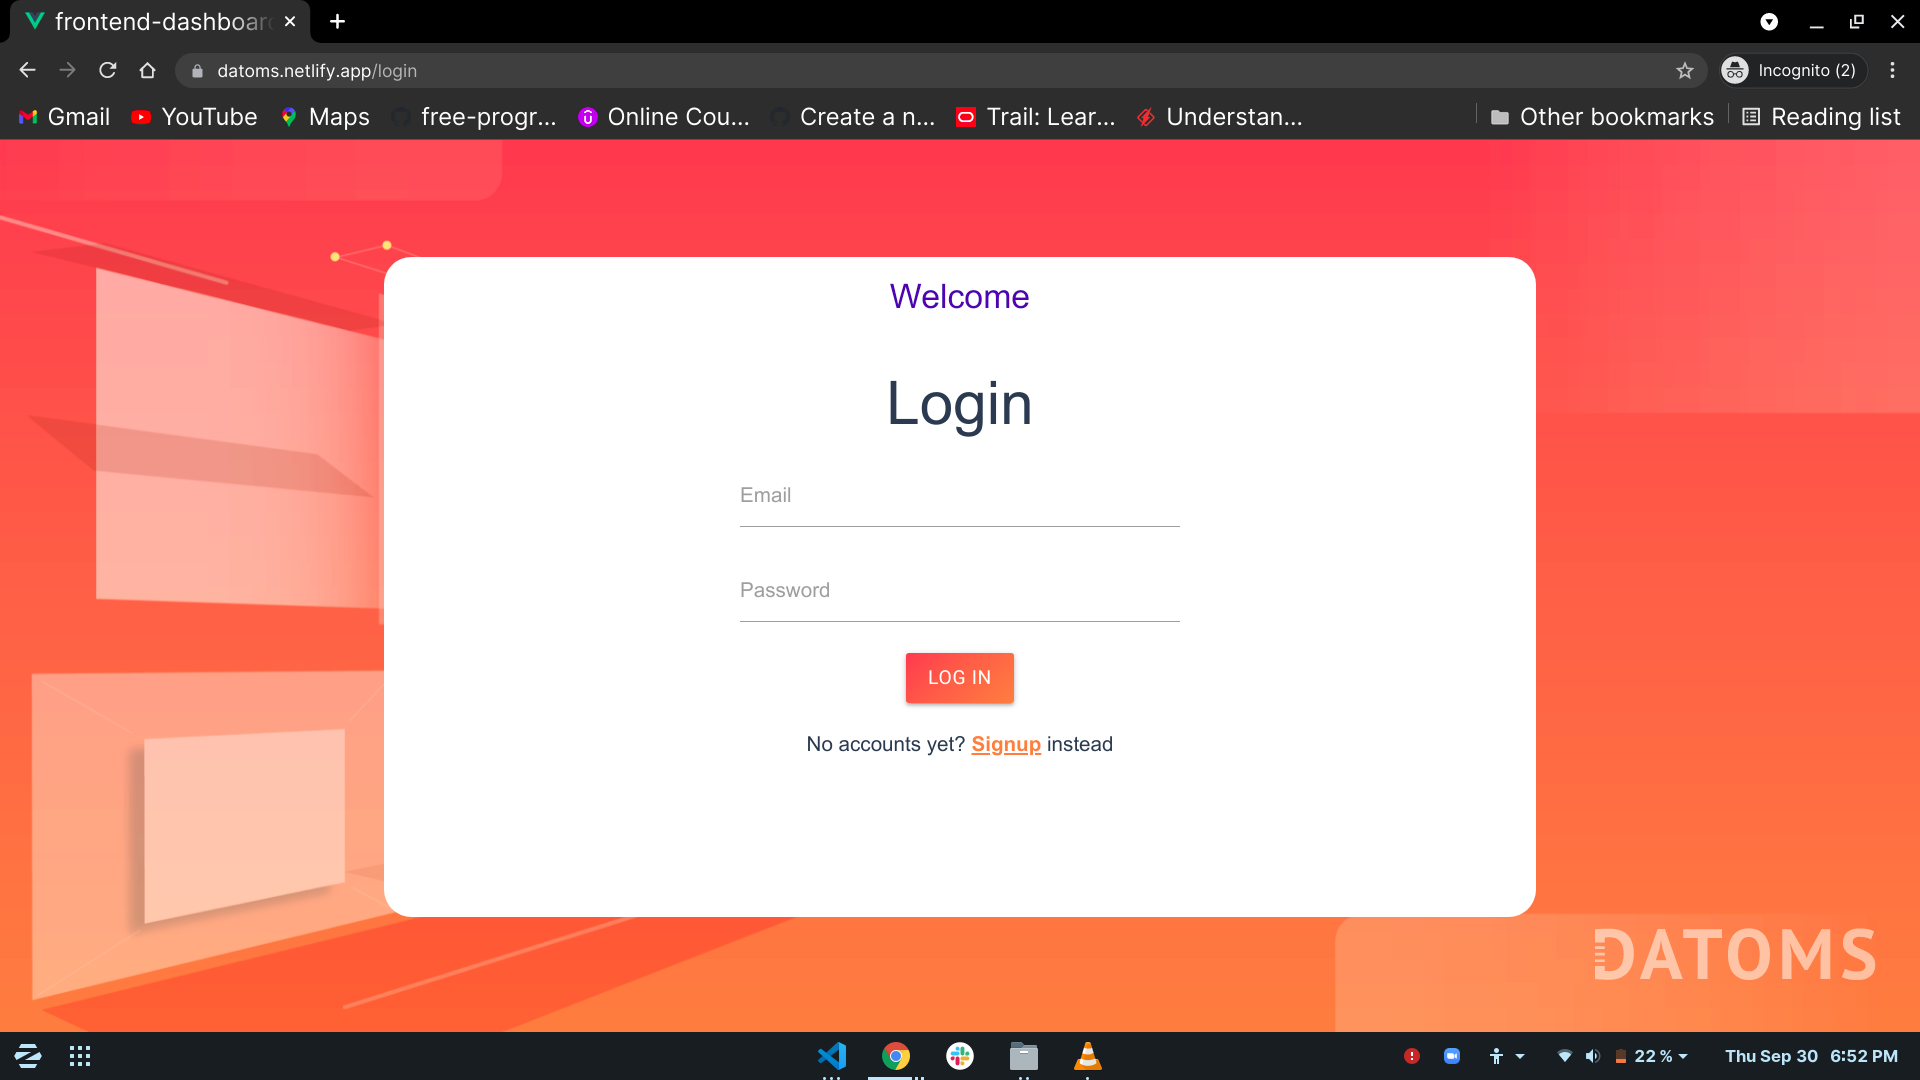 frontend-dashboard
datoms.netlify.app/login
Incognito (2)
Gmail YouTube Maps free-progr... Online Cou... Create a n... Trail: Lear... Understan... Other bookmarks Reading list
Welcome
Login
Email
Password
LOG IN
No accounts yet? Signup instead
DATOMS
22 % Thu Sep 30 6:52 PM